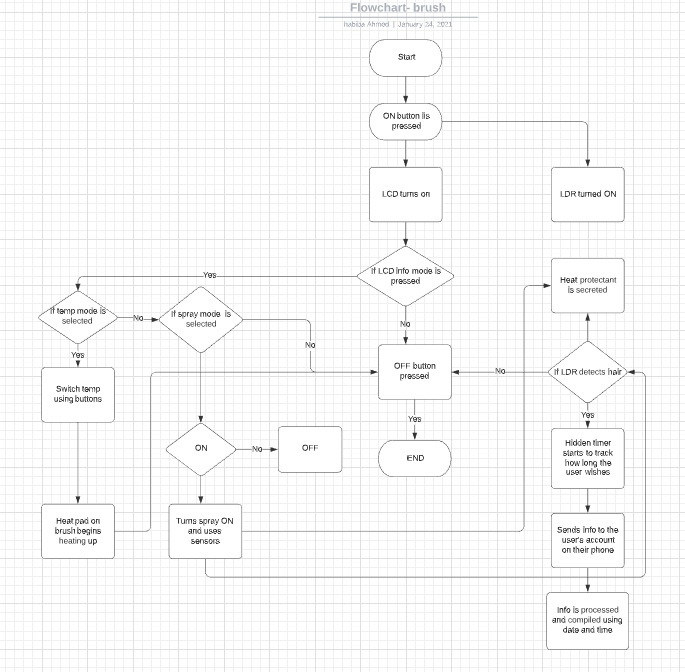 Flowchart- brush
Nabilaa Ahmed | January 24, 2021
Start
ON button iis
pressed
LCD turns on
LDR turned ON
if LCD info mode is
pressed
Yes
No
Heat protectant
is secreted
if temp mode is
selected
No
if spray mode is
selected
No
Yes
OFF button
pressed
No
if LDR detects hair
Switch temp
using buttons
Yes
Yes
ON
No
OFF
END
Hidden timer
starts to track
how long the
user wishes
Heat pad on
brush begins
heating up
Turns spray ON
and uses
sensors
Sends info to the
user's account
on their phone
Info is processed
and compiled using
date and time